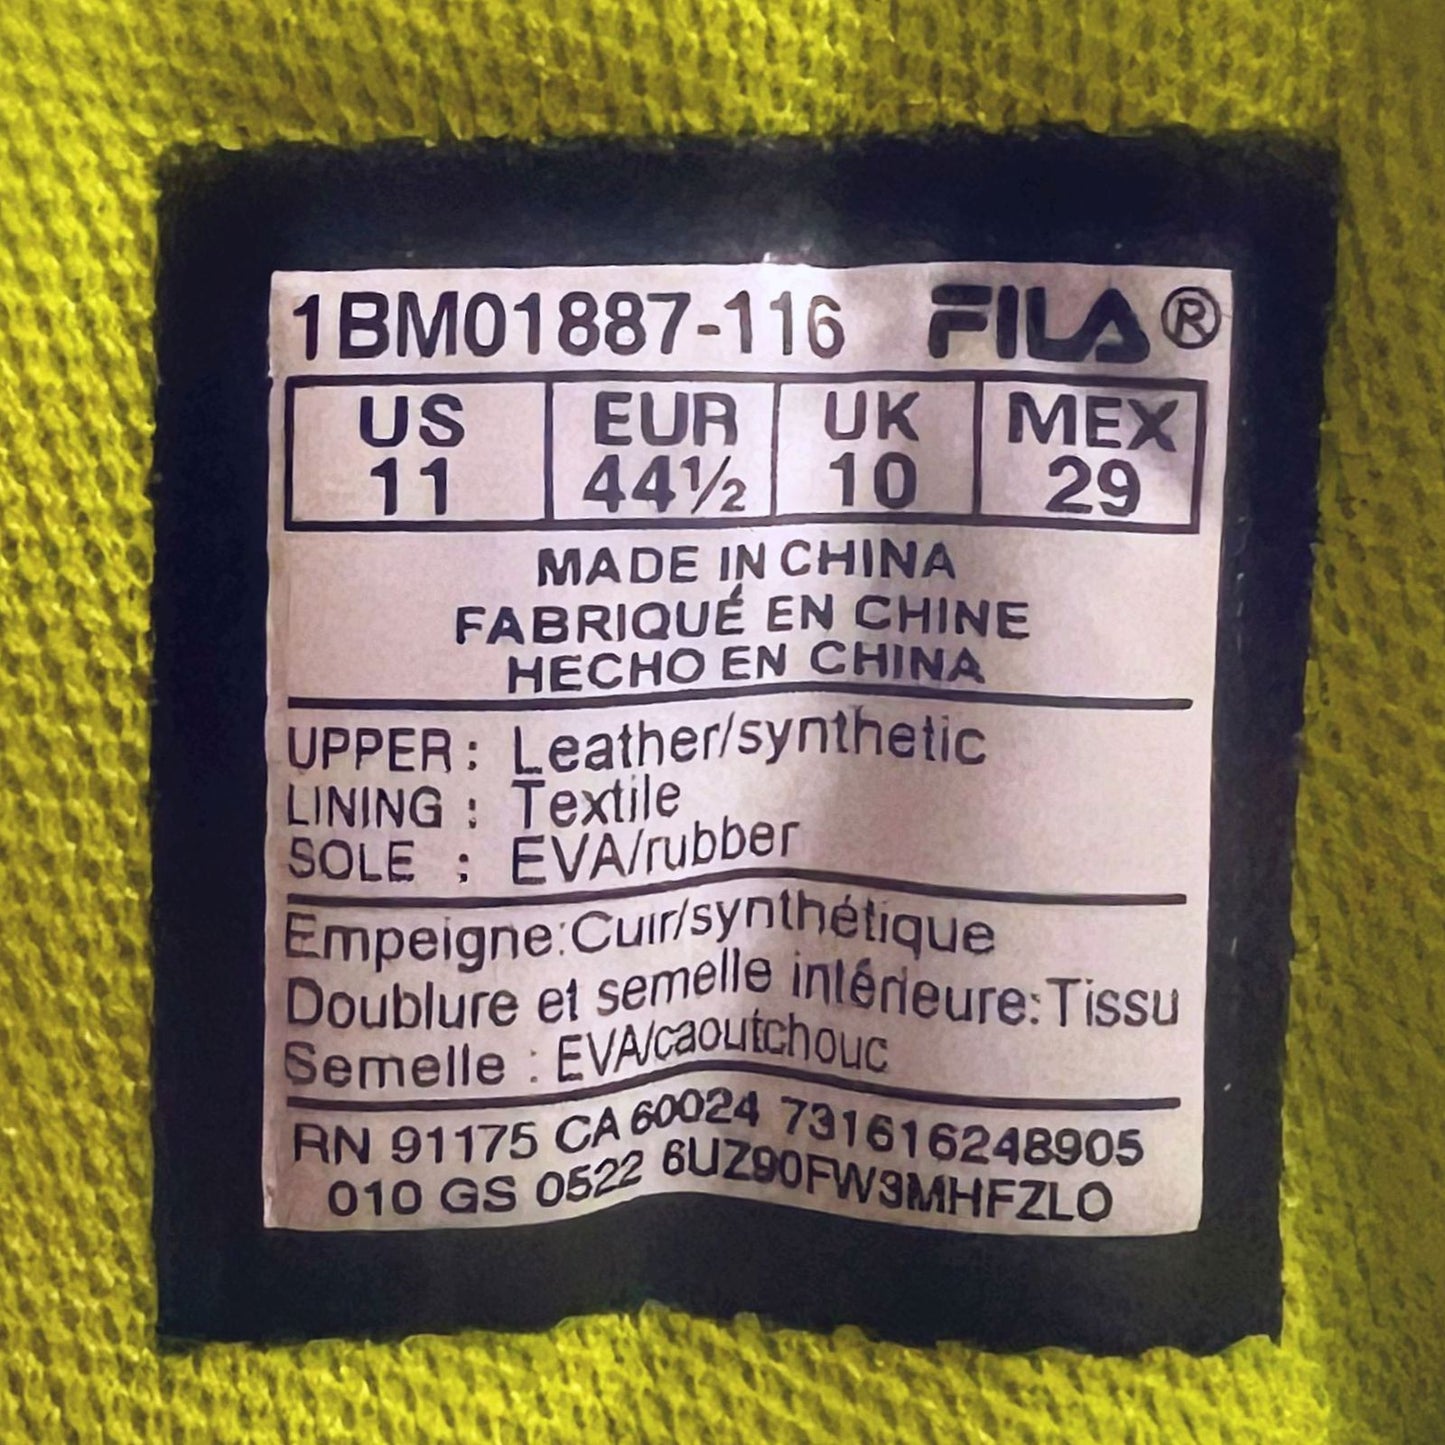 1BM01887-116 FILA®
US EUR UK MEX
11 44½ 10 29
MADE IN CHINA
FABRIQUÉ EN CHINE
HECHO EN CHINA
UPPER : Leather/synthetic
LINING : Textile
SOLE : EVA/rubber
Empeigne:Cuir/synthétique
Doublure et semelle intérieure:Tissu
Semelle : EVA/caoutchouc
RN 91175 CA 60024 731616248905
010 GS 0522 6UZ90FW3MHFZLO